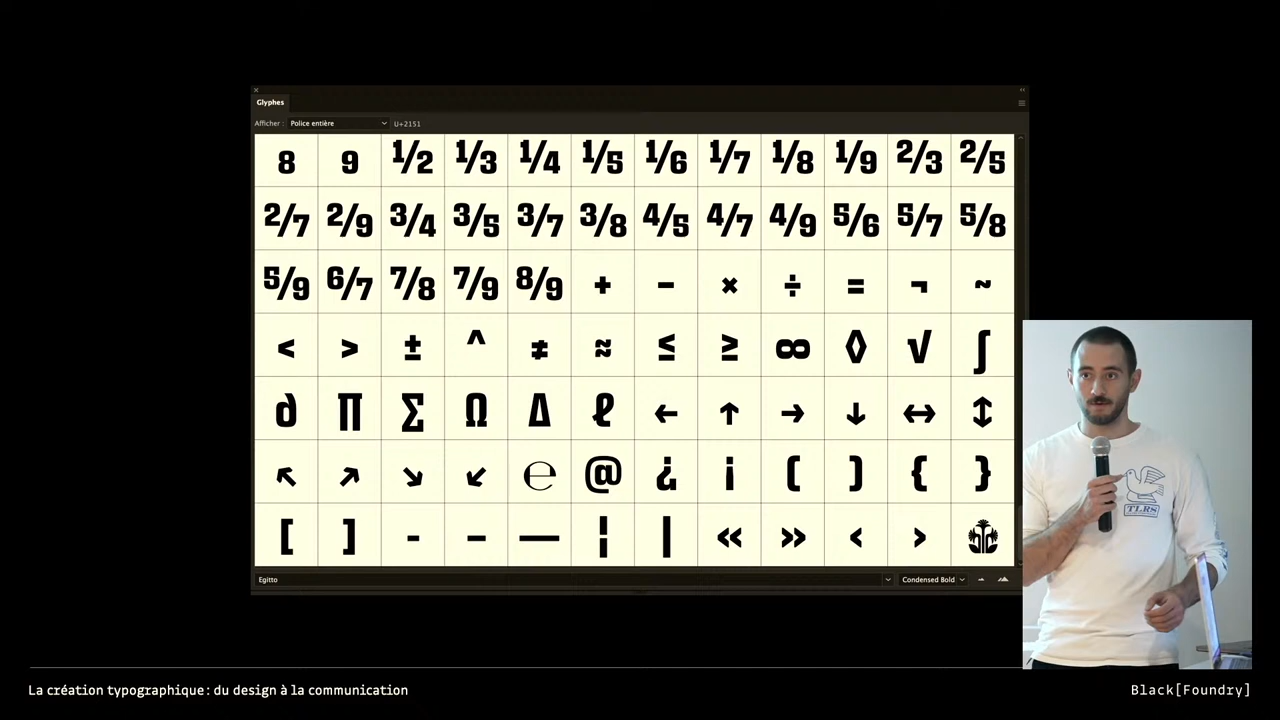 Glyphes
Afficher : Police entière U+2151
8 9 1/2 1/3 1/4 1/5 1/6 1/7 1/8 1/9 2/3 2/5
2/7 2/9 3/4 3/5 3/7 3/8 4/5 4/7 4/9 5/6 5/7 5/8
5/9 6/7 7/8 7/9 8/9 + − × ÷ = ¬ ~
< > ± ^ ≠ ≈ ≤ ≥ ∞ ◊ √ ∫
∂ ∏ ∑ Ω ∆ ℓ ← ↑ → ↓ ↔ ↕
↖ ↗ ↘ ↙ ℮ @ ¿ ¡ ( ) { }
[ ] - – — ¦ | « » ‹ ›
Egitto Condensed Bold
TLRS
La création typographique : du design à la communication
Black[Foundry]